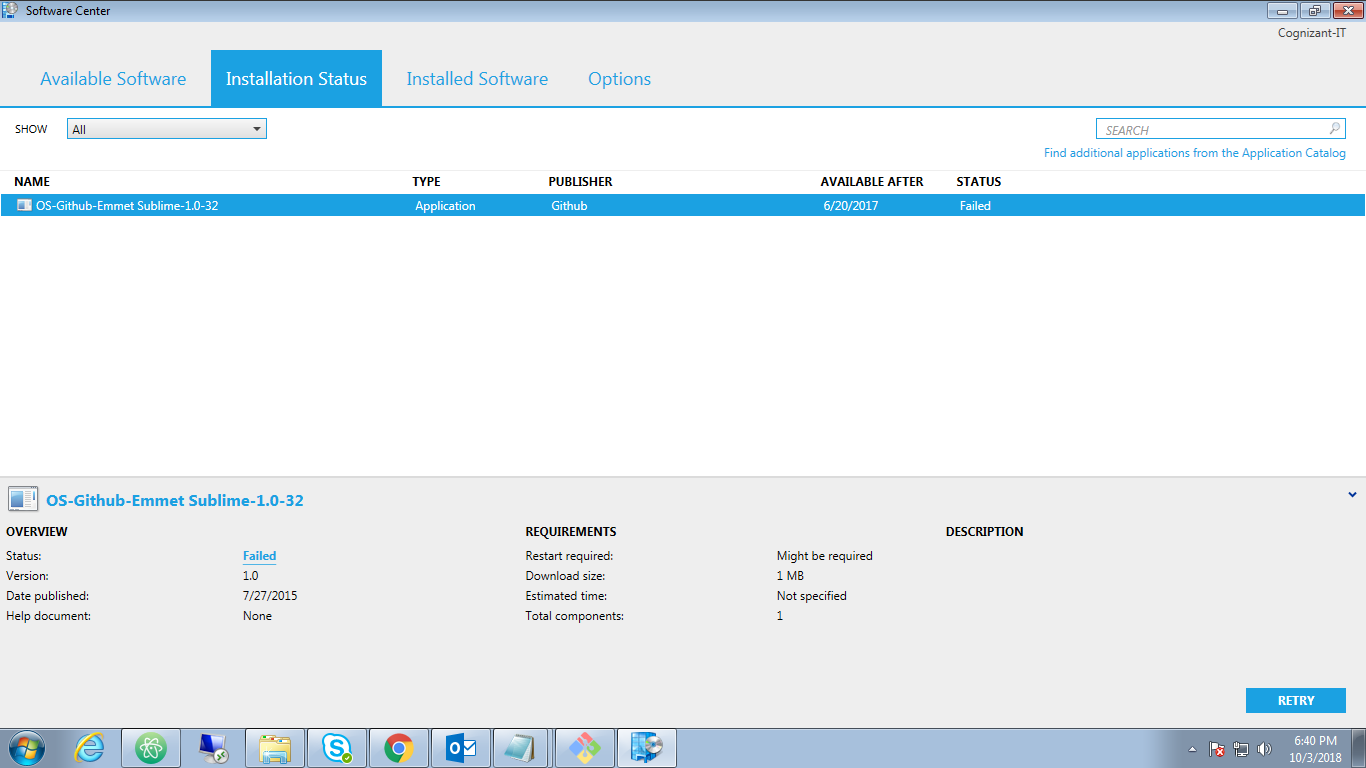 Software Center
Cognizant-IT
Available Software Installation Status Installed Software Options
SHOW All SEARCH
Find additional applications from the Application Catalog
NAME TYPE PUBLISHER AVAILABLE AFTER STATUS
OS-Github-Emmet Sublime-1.0-32 Application Github 6/20/2017 Failed
OS-Github-Emmet Sublime-1.0-32
OVERVIEW REQUIREMENTS DESCRIPTION
Status: Failed Restart required: Might be required
Version: 1.0 Download size: 1 MB
Date published: 7/27/2015 Estimated time: Not specified
Help document: None Total components: 1
RETRY
6:40 PM
10/3/2018